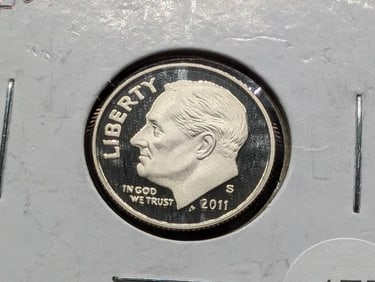 LIBERTY
IN GOD
WE TRUST
S
2011